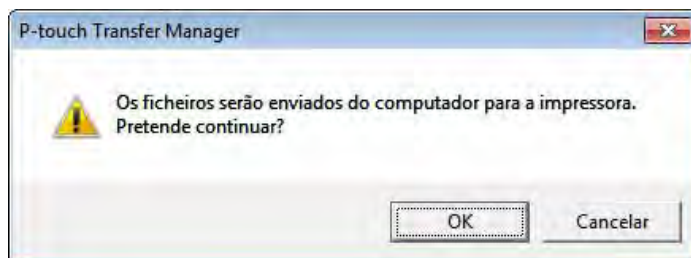 P-touch Transfer Manager
Os ficheiros serão enviados do computador para a impressora.
Pretende continuar?
OK
Cancelar